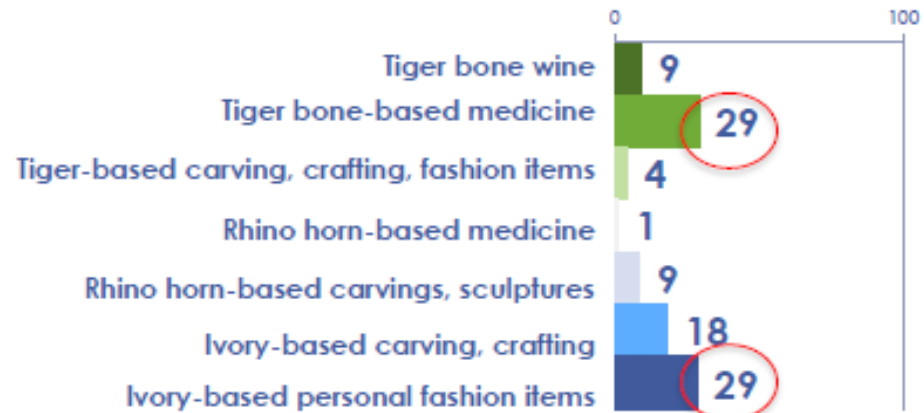 0 100
Tiger bone wine 9
Tiger bone-based medicine 29
Tiger-based carving, crafting, fashion items 4
Rhino horn-based medicine 1
Rhino horn-based carvings, sculptures 9
Ivory-based carving, crafting 18
Ivory-based personal fashion items 29